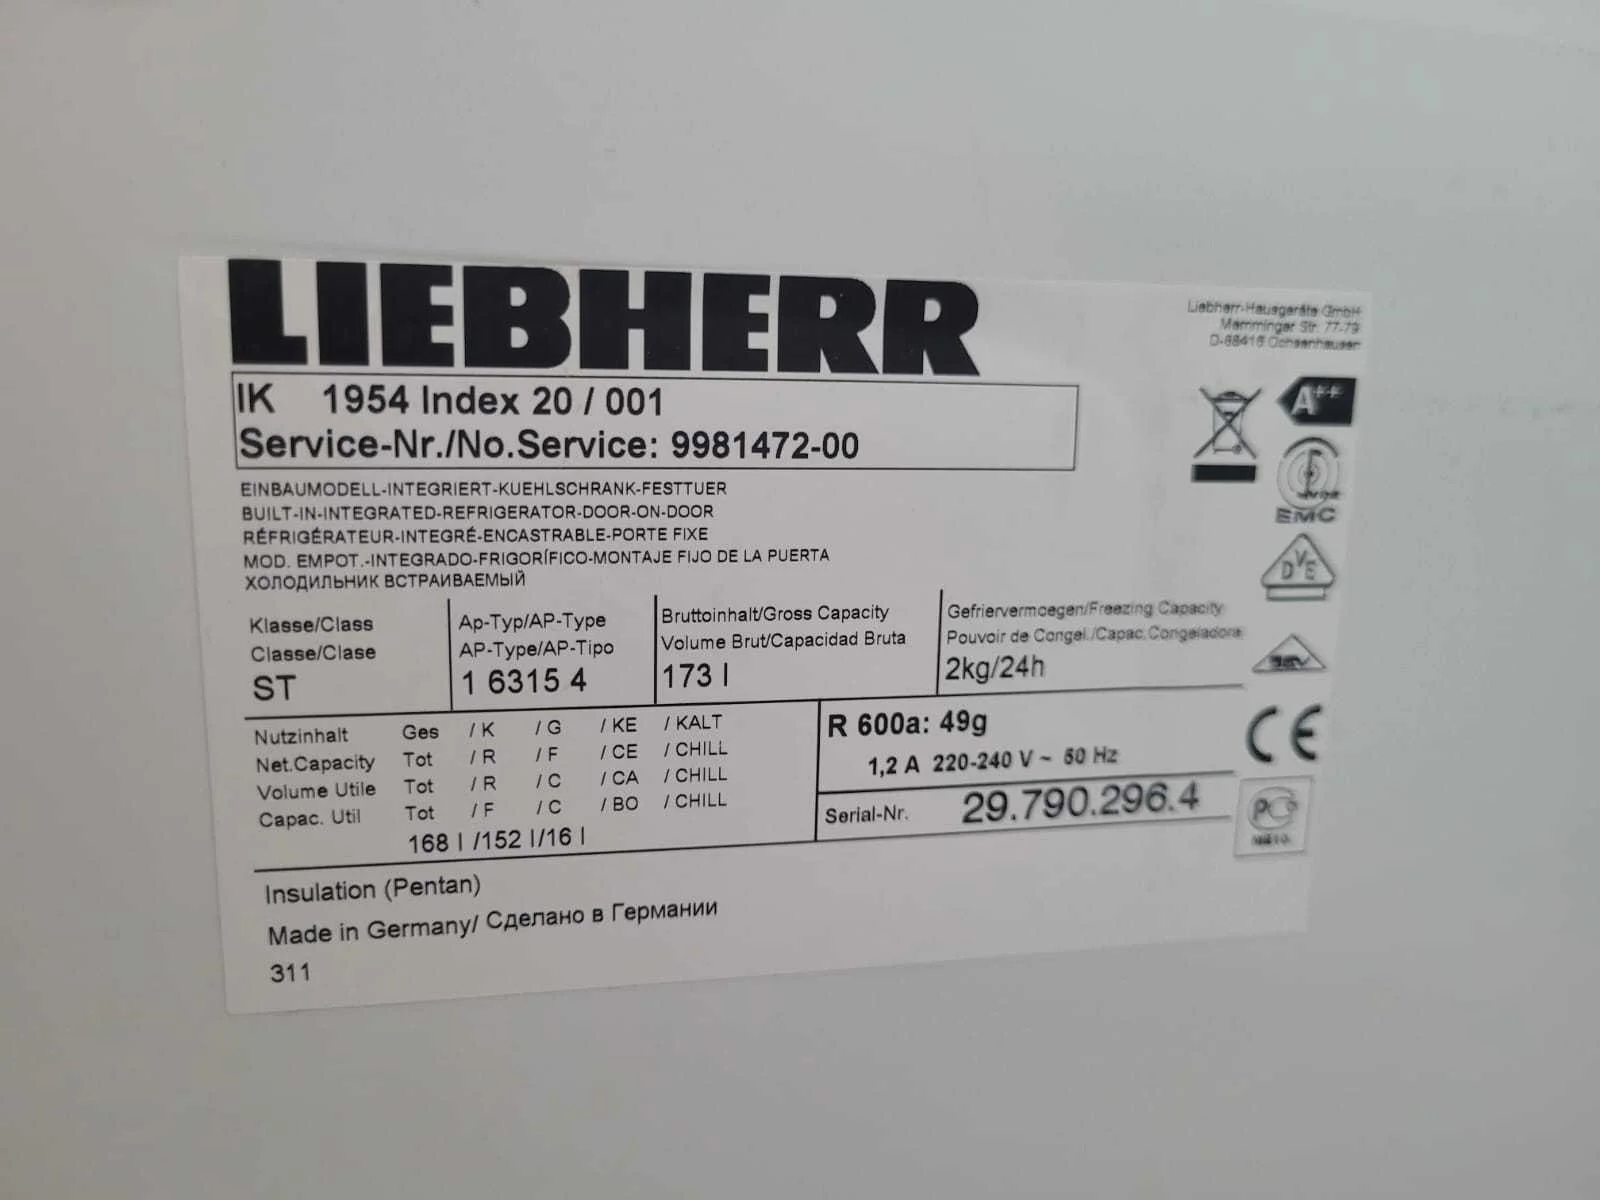 LIEBHERR
Liebherr-Hausgeräte GmbH
Memminger Str. 77-79
D-88416 Ochsenhausen
IK 1954 Index 20 / 001
Service-Nr./No.Service: 9981472-00
A++
EMC
DVE
EINBAUMODELL-INTEGRIERT-KUEHLSCHRANK-FESTTUER
BUILT-IN-INTEGRATED-REFRIGERATOR-DOOR-ON-DOOR
RÉFRIGÉRATEUR-INTEGRÉ-ENCASTRABLE-PORTE FIXE
MOD. EMPOT.-INTEGRADO-FRIGORÍFICO-MONTAJE FIJO DE LA PUERTA
ХОЛОДИЛЬНИК ВСТРАИВАЕМЫЙ
Klasse/Class
Classe/Clase
ST
Ap-Typ/AP-Type
AP-Type/AP-Tipo
1 6315 4
Bruttoinhalt/Gross Capacity
Volume Brut/Capacidad Bruta
173 l
Gefriervermoegen/Freezing Capacity
Pouvoir de Congel./Capac.Congeladora
2kg/24h
Nutzinhalt Ges / K / G / KE / KALT
Net.Capacity Tot / R / F / CE / CHILL
Volume Utile Tot / R / C / CA / CHILL
Capac. Util Tot / F / C / BO / CHILL
168 l /152 l/16 l
R 600a: 49g
1,2 A 220-240 V ~ 50 Hz
Serial-Nr. 29.790.296.4
CE
Insulation (Pentan)
Made in Germany/ Сделано в Германии
311